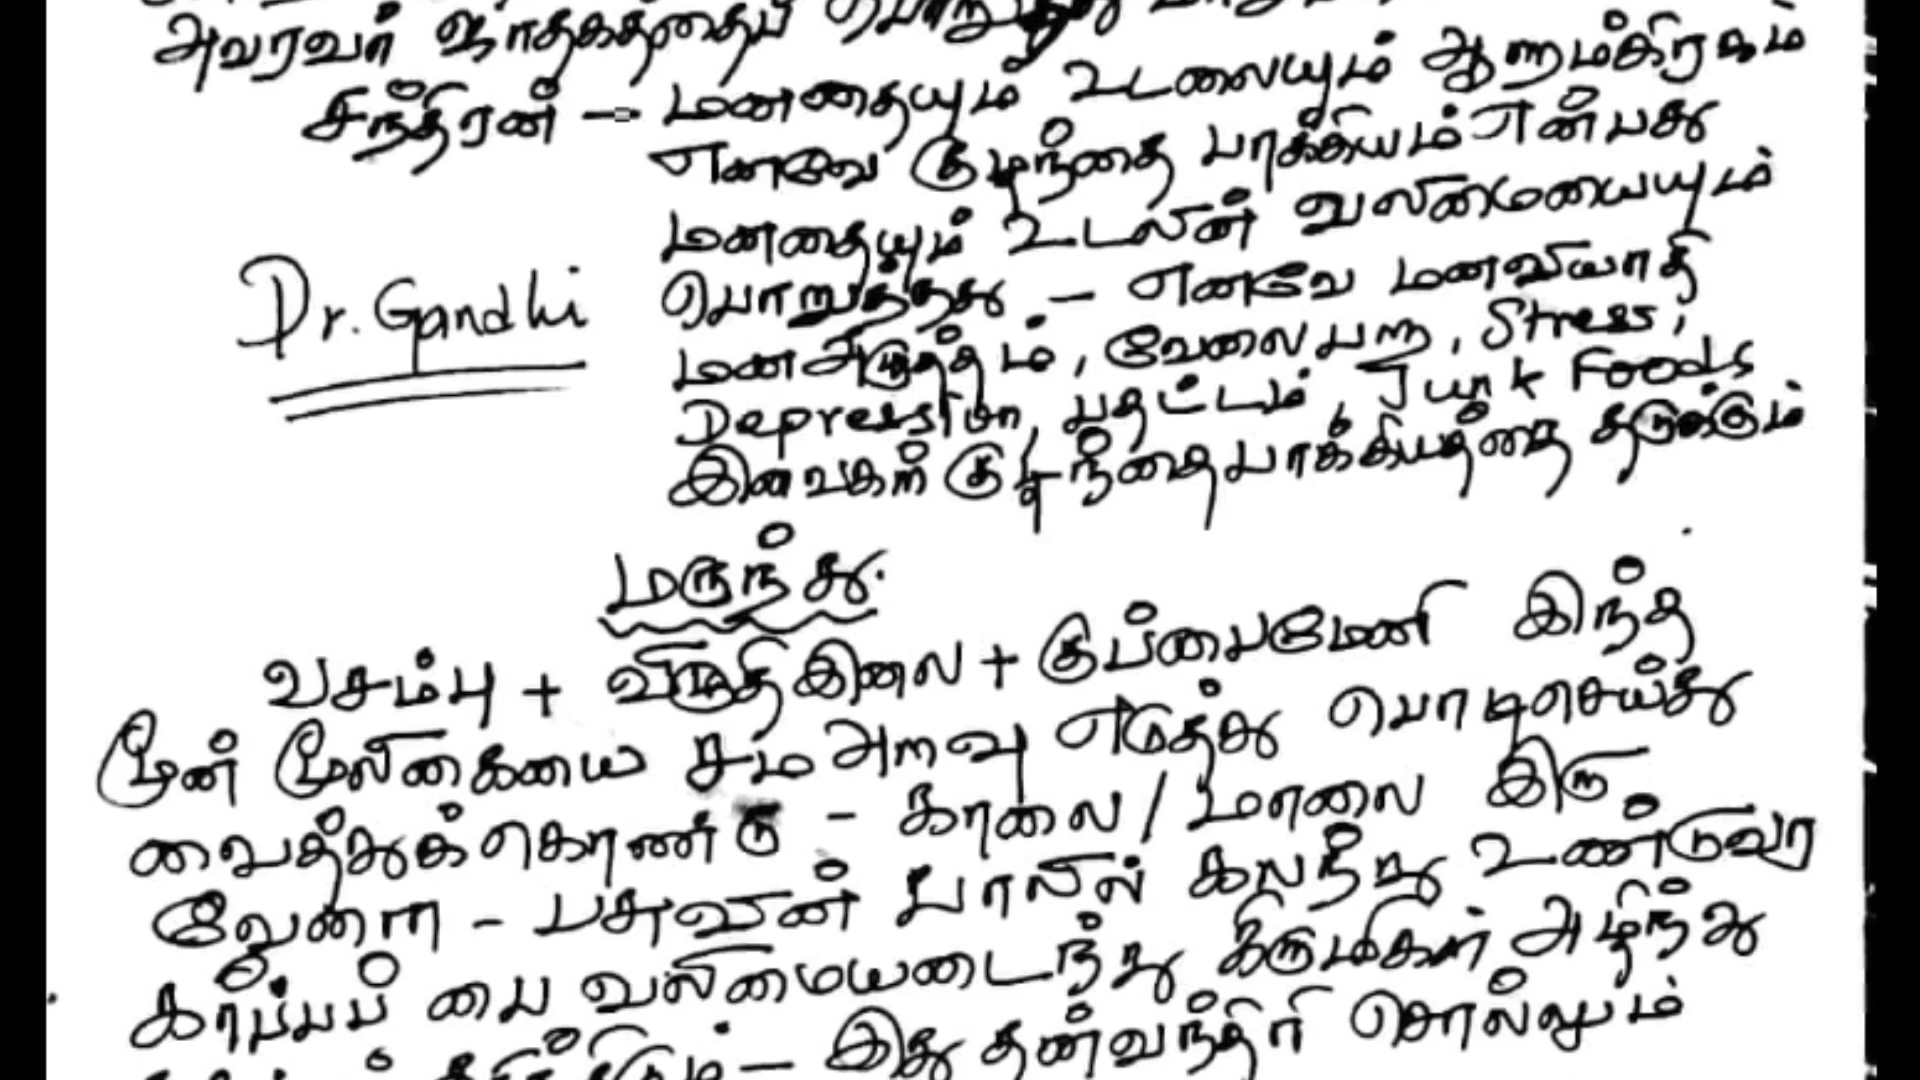 அவரவர் ஜாதகத்தைப் பொறுத்து
சந்திரன் — மனதையும் உடலையும் ஆளும்கிரகம்
எனவே குழந்தை பாக்கியம் என்பது
மனதையும் உடலின் வலிமையையும்
பொறுத்தது – எனவே மனவியாதி
மனஅழுத்தம், வேலைபளு, Stress,
Dr. Gandhi
Depression, பதட்டம், Junk Foods
இவைகள் குழந்தைபாக்கியத்தை தடுக்கும்
மருந்து.
வசம்பு + விழுதிஇலை + குப்பைமேனி இந்த
மூன் மூலிகையை சமஅளவு எடுத்து பொடிசெய்து
வைத்துக்கொண்டு – காலை / மாலை இரு
வேளை – பசுவின் பாலில் கலந்து உண்டுவர
கர்ப்பப் பை வலிமையடைந்து கிருமிகள் அழிந்து
– இது தன்வந்திரி சொல்லும்